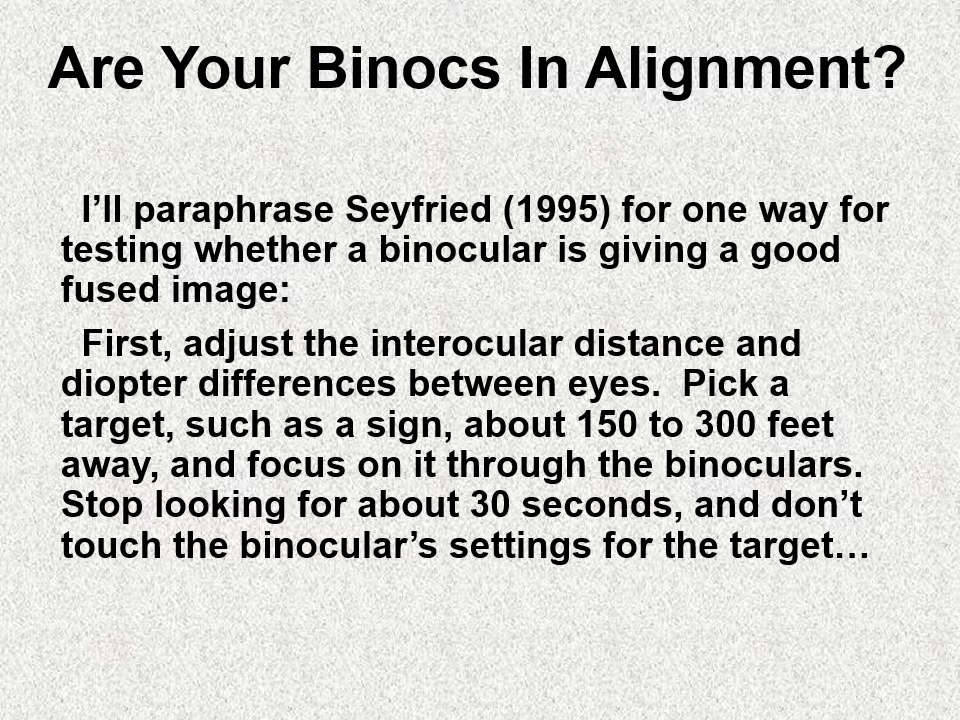 Are Your Binocs In Alignment?
I’ll paraphrase Seyfried (1995) for one way for
testing whether a binocular is giving a good
fused image:
First, adjust the interocular distance and
diopter differences between eyes.  Pick a
target, such as a sign, about 150 to 300 feet
away, and focus on it through the binoculars.
Stop looking for about 30 seconds, and don’t
touch the binocular’s settings for the target…